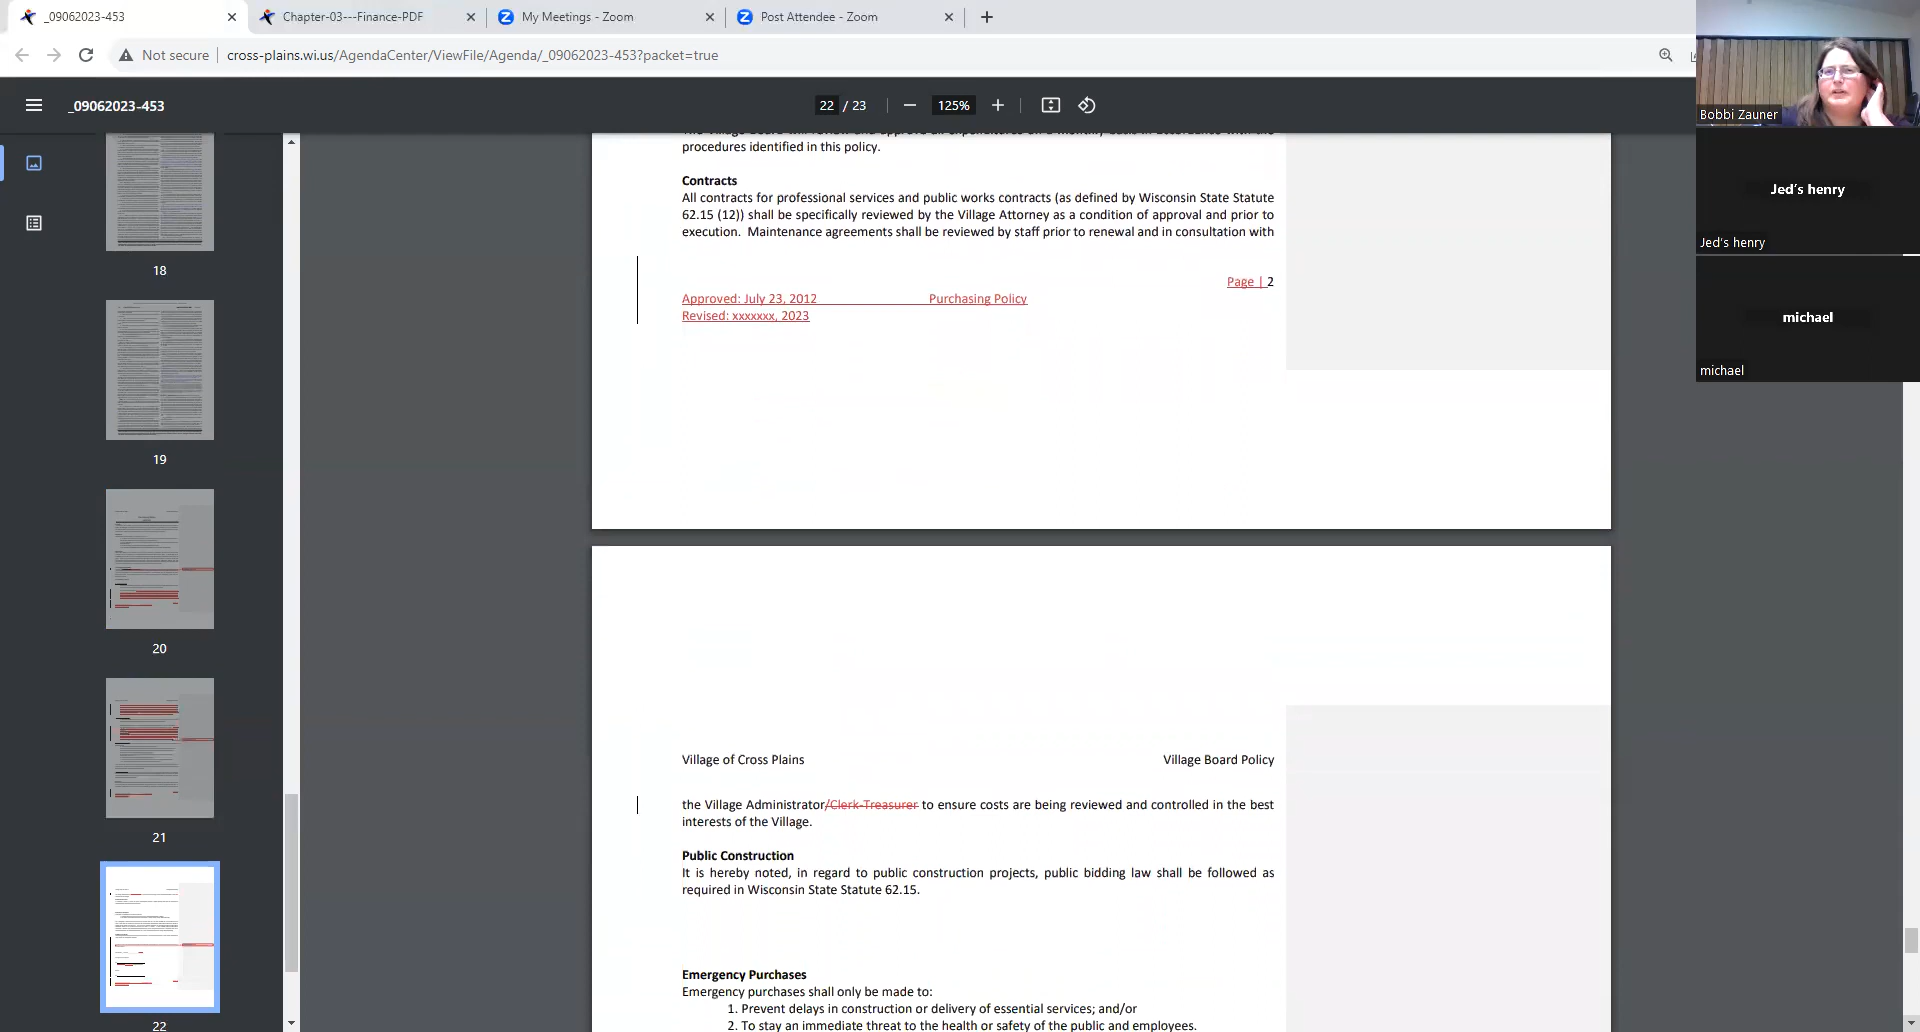 _09062023-453
Chapter-03---Finance-PDF
My Meetings - Zoom
Post Attendee - Zoom
Not secure
cross-plains.wi.us/AgendaCenter/ViewFile/Agenda/_09062023-453?packet=true
_09062023-453
22 / 23
125%
Bobbi Zauner
Jed's henry
Jed's henry
michael
michael
18
19
20
21
22
procedures identified in this policy.
Contracts
All contracts for professional services and public works contracts (as defined by Wisconsin State Statute
62.15 (12)) shall be specifically reviewed by the Village Attorney as a condition of approval and prior to
execution. Maintenance agreements shall be reviewed by staff prior to renewal and in consultation with
Page | 2
Approved: July 23, 2012 Purchasing Policy
Revised: xxxxxxx, 2023
Village of Cross Plains Village Board Policy
the Village Administrator/Clerk-Treasurer to ensure costs are being reviewed and controlled in the best
interests of the Village.
Public Construction
It is hereby noted, in regard to public construction projects, public bidding law shall be followed as
required in Wisconsin State Statute 62.15.
Emergency Purchases
Emergency purchases shall only be made to:
1. Prevent delays in construction or delivery of essential services; and/or
2. To stay an immediate threat to the health or safety of the public and employees.